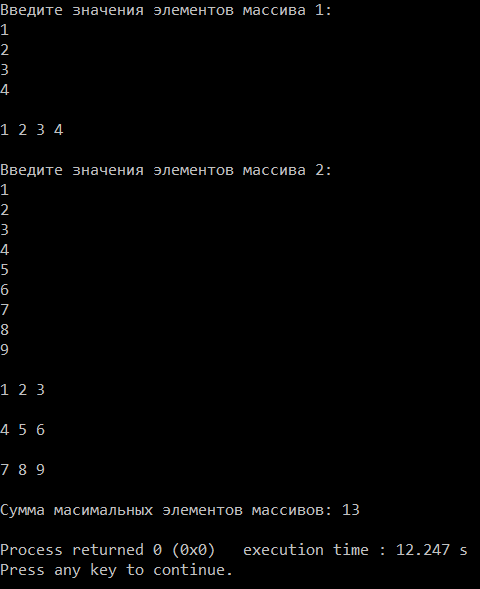 Введите значения элементов массива 1:
1
2
3
4
1 2 3 4
Введите значения элементов массива 2:
1
2
3
4
5
6
7
8
9
1 2 3
4 5 6
7 8 9
Сумма масимальных элементов массивов: 13
Process returned 0 (0x0)   execution time : 12.247 s
Press any key to continue.